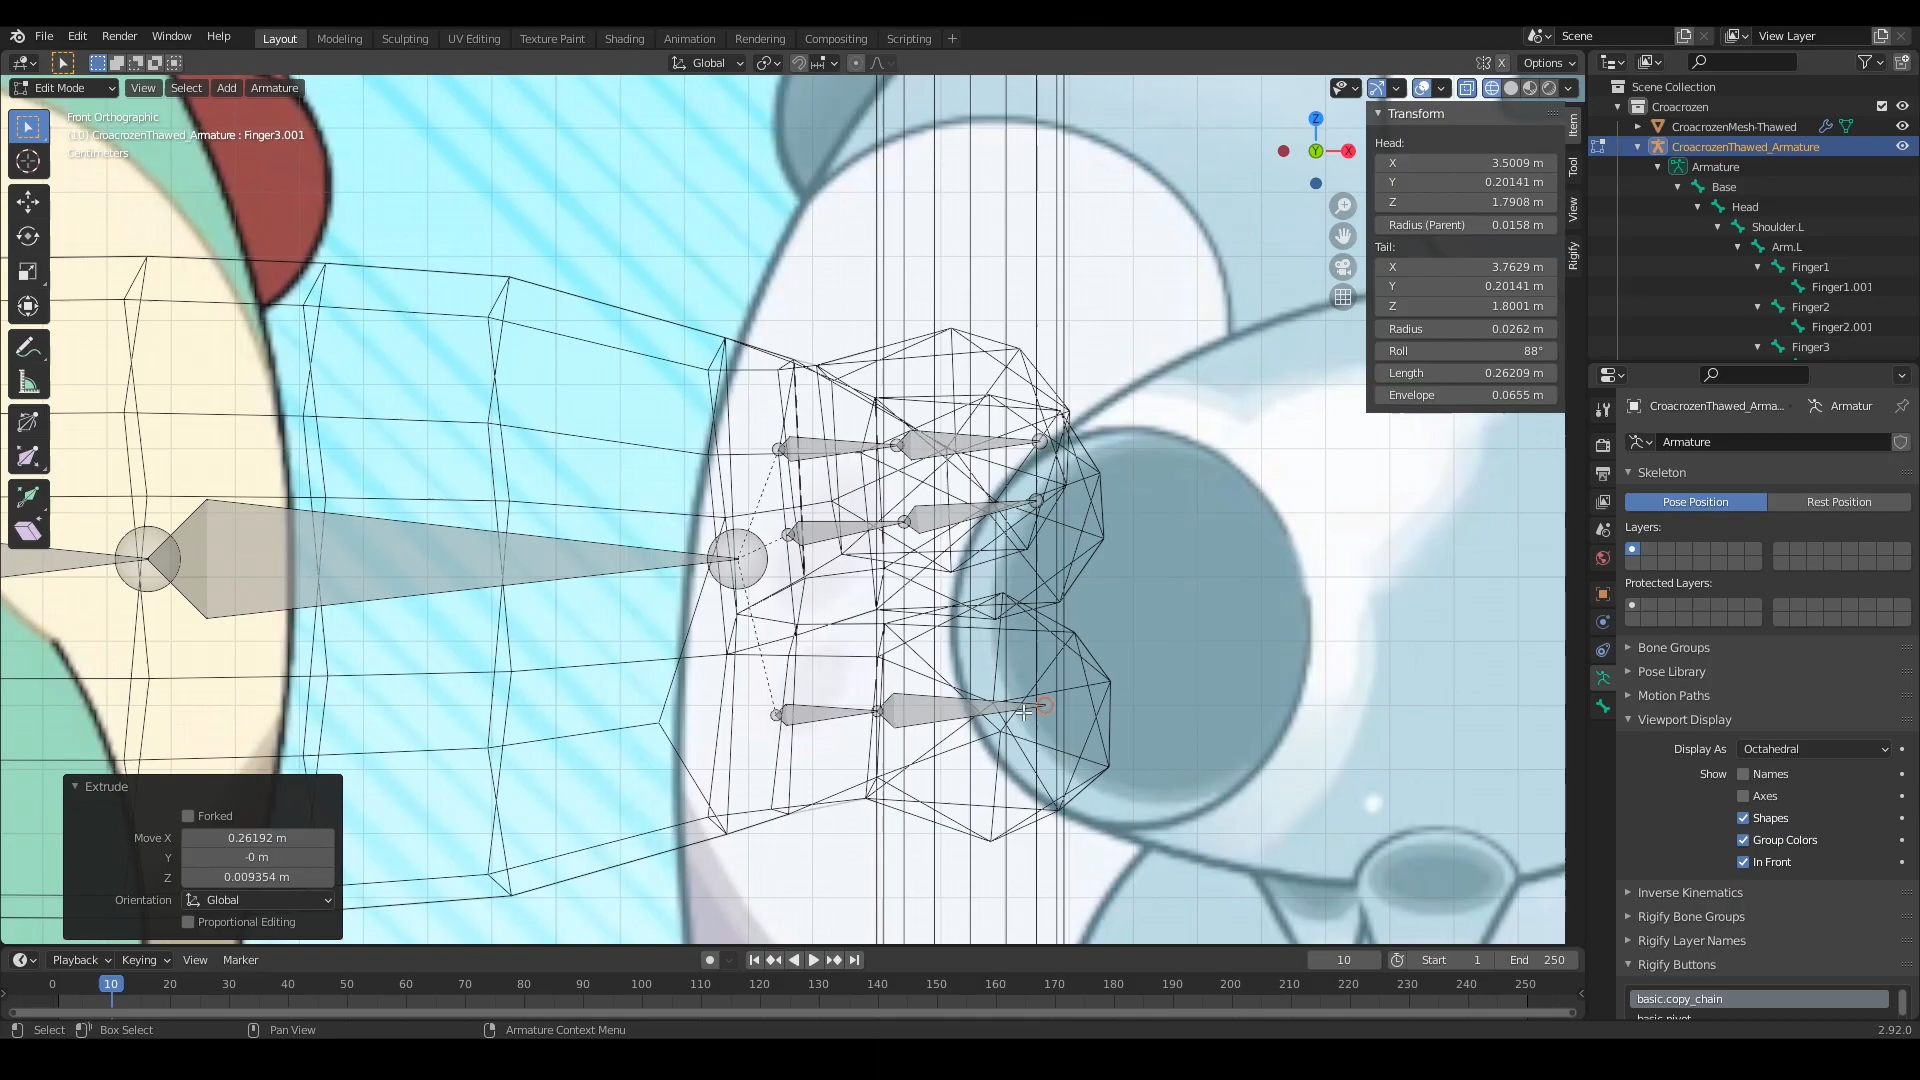 File Edit Render Window Help Layout Modeling Sculpting UV Editing Texture Paint Shading Animation Rendering Compositing Scripting + Scene View Layer
Global X Options
Edit Mode View Select Add Armature
Front Orthographic
(10) CroacrozenThawed_Armature : Finger3.001
Centimeters
Z
Y
X
Transform
Head:
X 3.5009 m
Y 0.20141 m
Z 1.7908 m
Radius (Parent) 0.0158 m
Tail:
X 3.7629 m
Y 0.20141 m
Z 1.8001 m
Radius 0.0262 m
Roll 88°
Length 0.26209 m
Envelope 0.0655 m
Item
Tool
View
Rigify
Scene Collection
Croacrozen
CroacrozenMesh-Thawed
CroacrozenThawed_Armature
Armature
Base
Head
Shoulder.L
Arm.L
Finger1
Finger1.001
Finger2
Finger2.001
Finger3
CroacrozenThawed_Arma... Armatur
Armature
Skeleton
Pose Position Rest Position
Layers:
Protected Layers:
Bone Groups
Pose Library
Motion Paths
Viewport Display
Display As Octahedral
Show Names
Axes
Shapes
Group Colors
In Front
Inverse Kinematics
Rigify Bone Groups
Rigify Layer Names
Rigify Buttons
basic.copy_chain
basic.pivot
Extrude
Forked
Move X 0.26192 m
Y -0 m
Z 0.009354 m
Orientation Global
Proportional Editing
Playback Keying View Marker 10 Start 1 End 250
0 10 20 30 40 50 60 70 80 90 100 110 120 130 140 150 160 170 180 190 200 210 220 230 240 250
Select Box Select Pan View Armature Context Menu 2.92.0